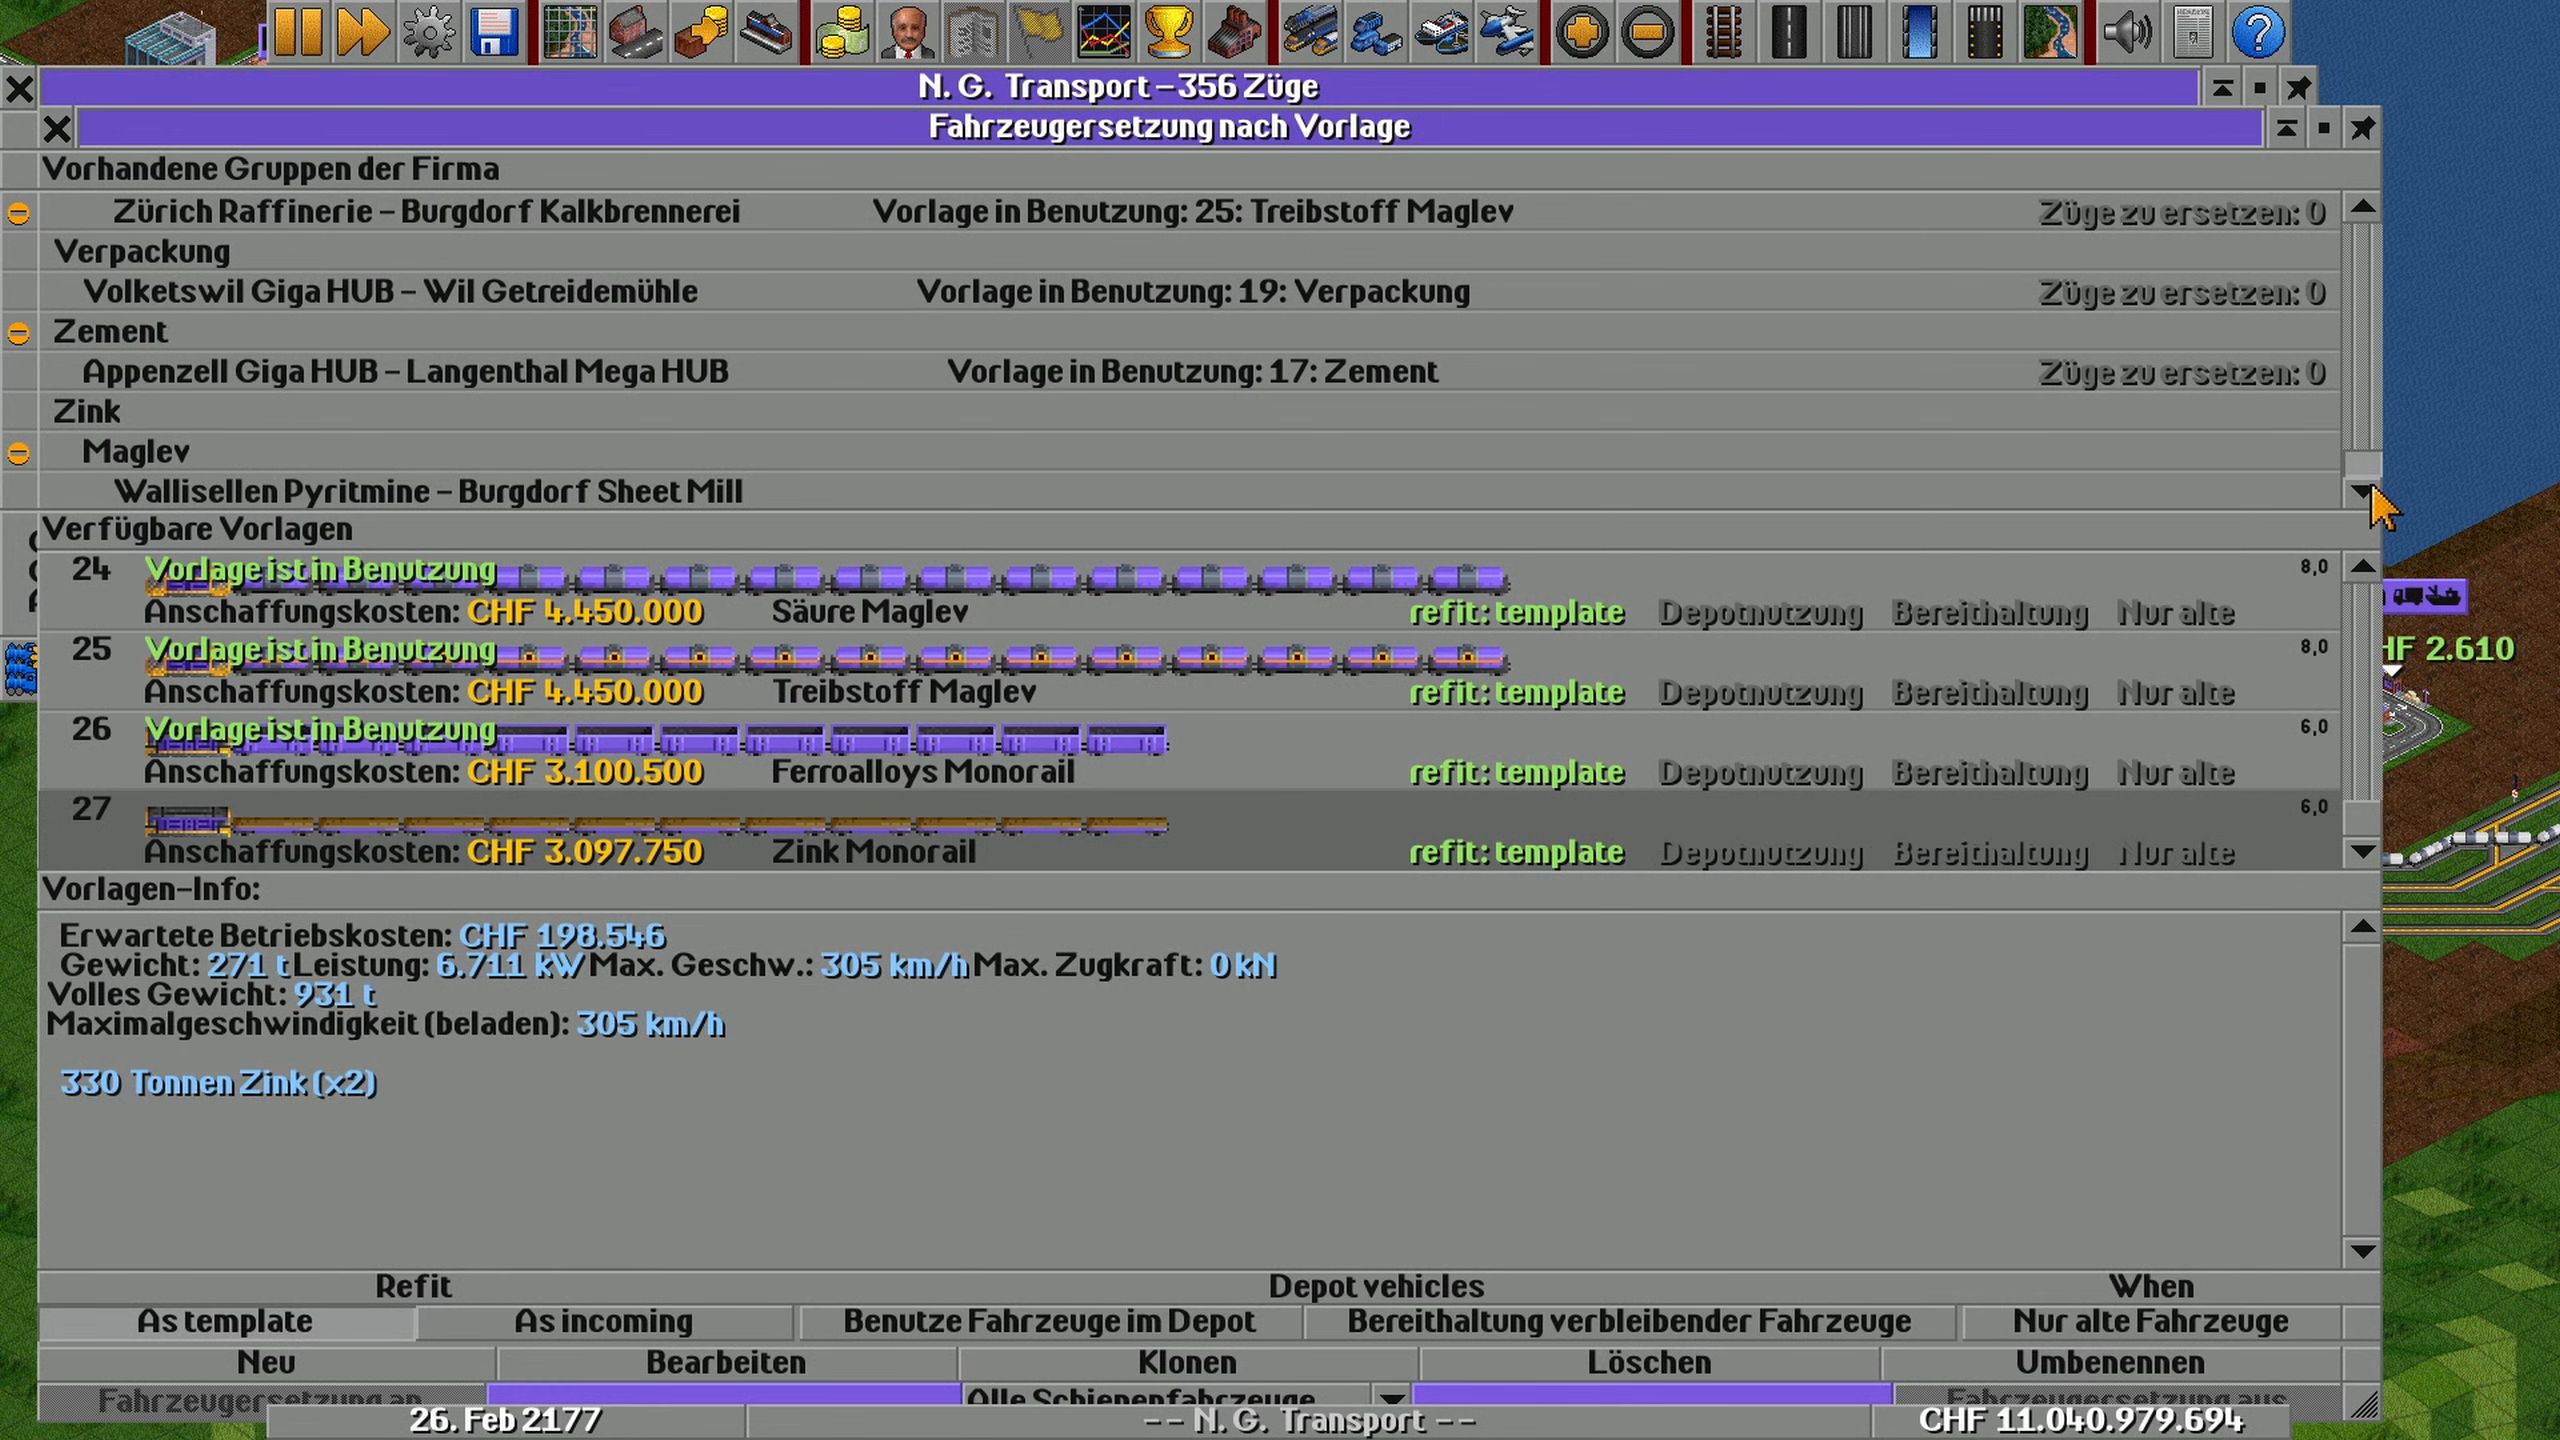 N. G. Transport – 356 Züge
Fahrzeugersetzung nach Vorlage
Vorhandene Gruppen der Firma
Zürich Raffinerie – Burgdorf Kalkbrennerei Vorlage in Benutzung: 25: Treibstoff Maglev Züge zu ersetzen: 0
Verpackung
Volketswil Giga HUB – Wil Getreidemühle Vorlage in Benutzung: 19: Verpackung Züge zu ersetzen: 0
Zement
Appenzell Giga HUB – Langenthal Mega HUB Vorlage in Benutzung: 17: Zement Züge zu ersetzen: 0
Zink
Maglev
Wallisellen Pyritmine – Burgdorf Sheet Mill
Verfügbare Vorlagen
24 Vorlage ist in Benutzung 8,0
Anschaffungskosten: CHF 4.450.000 Säure Maglev refit: template Depotnutzung Bereithaltung Nur alte
25 Vorlage ist in Benutzung 8,0
Anschaffungskosten: CHF 4.450.000 Treibstoff Maglev refit: template Depotnutzung Bereithaltung Nur alte
HF 2.610
26 Vorlage ist in Benutzung 6,0
Anschaffungskosten: CHF 3.100.500 Ferroalloys Monorail refit: template Depotnutzung Bereithaltung Nur alte
27 6,0
Anschaffungskosten: CHF 3.097.750 Zink Monorail refit: template Depotnutzung Bereithaltung Nur alte
Vorlagen-Info:
Erwartete Betriebskosten: CHF 198.546
Gewicht: 271 t Leistung: 6.711 kW Max. Geschw.: 305 km/h Max. Zugkraft: 0 kN
Volles Gewicht: 931 t
Maximalgeschwindigkeit (beladen): 305 km/h
330 Tonnen Zink (x2)
Refit Depot vehicles When
As template As incoming Benutze Fahrzeuge im Depot Bereithaltung verbleibender Fahrzeuge Nur alte Fahrzeuge
Neu Bearbeiten Klonen Löschen Umbenennen
Fahrzeugersetzung an Alle Schienenfahrzeuge Fahrzeugersetzung aus
26. Feb 2177 -- N. G. Transport -- CHF 11.040.979.694